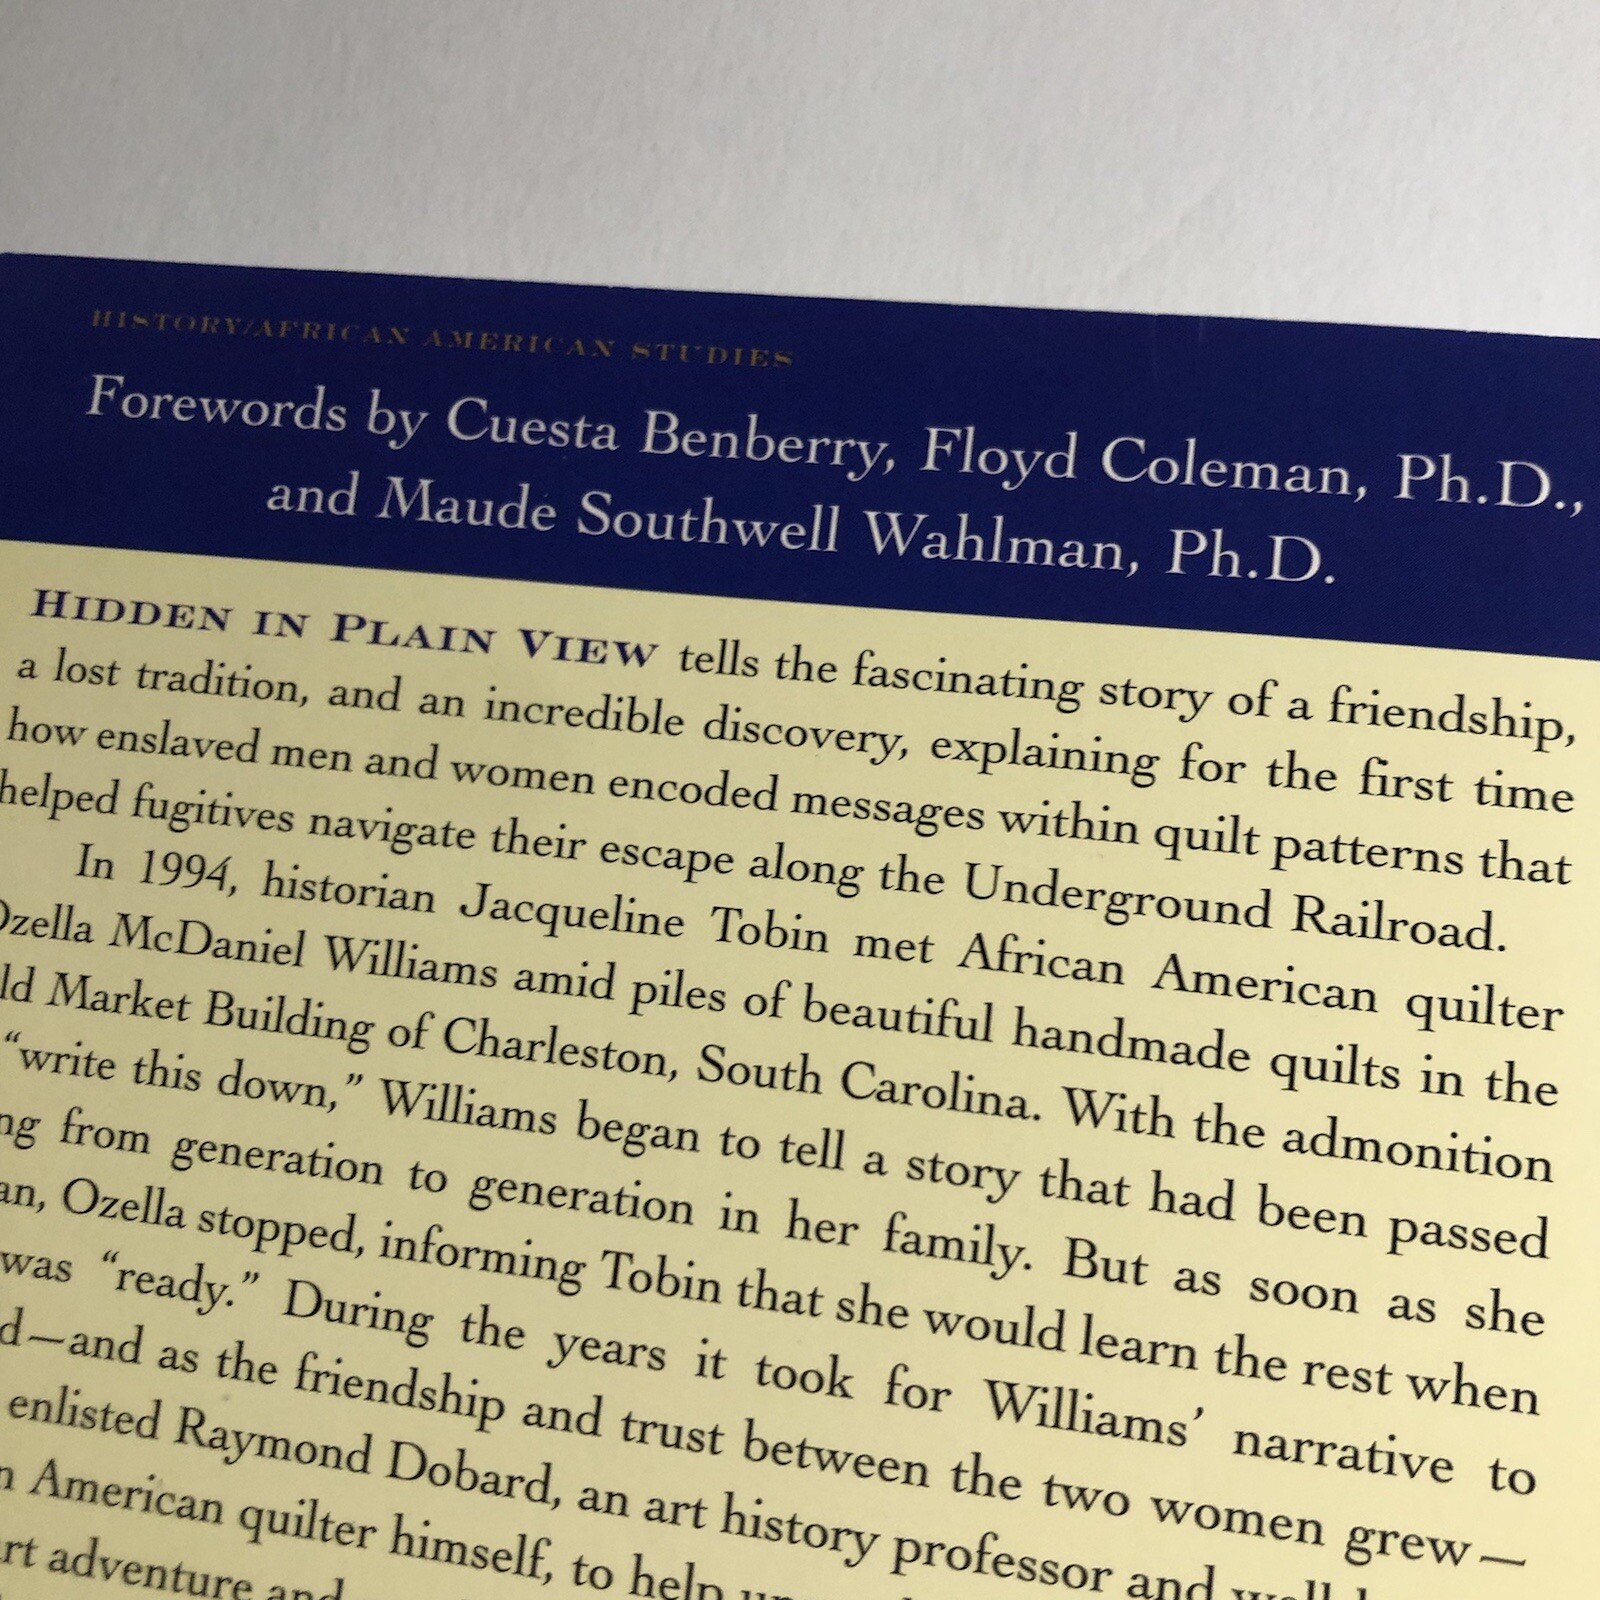 HISTORY/AFRICAN AMERICAN STUDIES
Forewords by Cuesta Benberry, Floyd Coleman, Ph.D.,
and Maude Southwell Wahlman, Ph.D.
HIDDEN IN PLAIN VIEW tells the fascinating story of a friendship,
a lost tradition, and an incredible discovery, explaining for the first time
how enslaved men and women encoded messages within quilt patterns that
helped fugitives navigate their escape along the Underground Railroad.
In 1994, historian Jacqueline Tobin met African American quilter
Ozella McDaniel Williams amid piles of beautiful handmade quilts in the
ld Market Building of Charleston, South Carolina. With the admonition
"write this down," Williams began to tell a story that had been passed
ng from generation to generation in her family. But as soon as she
an, Ozella stopped, informing Tobin that she would learn the rest when
was "ready." During the years it took for Williams' narrative to
d—and as the friendship and trust between the two women grew—
enlisted Raymond Dobard, an art history professor and
n American quilter himself, to help
rt adventure and